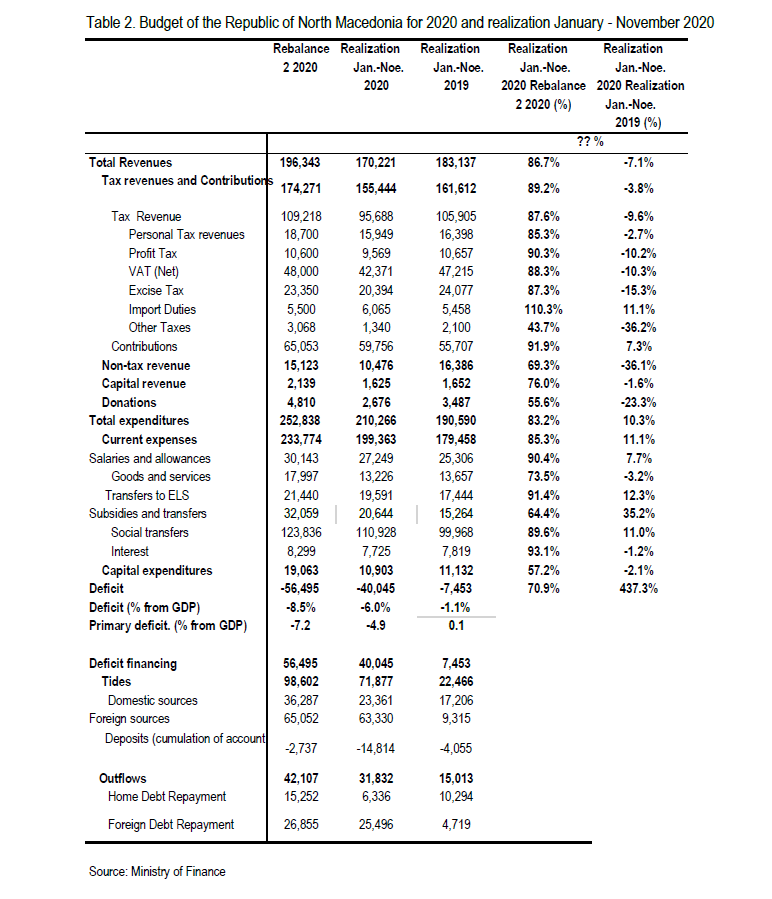 Table 2. Budget of the Republic of North Macedonia for 2020 and realization January - November 2020
Rebalance Realization Realization Realization Realization
2 2020 Jan.-Noe. Jan.-Noe. Jan.-Noe. Jan.-Noe.
2020 2019 2020 Rebalance 2020 Realization
2 2020 (%) Jan.-Noe.
2019 (%)
?? %
Total Revenues 196,343 170,221 183,137 86.7% -7.1%
Tax revenues and Contributions 174,271 155,444 161,612 89.2% -3.8%
Tax Revenue 109,218 95,688 105,905 87.6% -9.6%
Personal Tax revenues 18,700 15,949 16,398 85.3% -2.7%
Profit Tax 10,600 9,569 10,657 90.3% -10.2%
VAT (Net) 48,000 42,371 47,215 88.3% -10.3%
Excise Tax 23,350 20,394 24,077 87.3% -15.3%
Import Duties 5,500 6,065 5,458 110.3% 11.1%
Other Taxes 3,068 1,340 2,100 43.7% -36.2%
Contributions 65,053 59,756 55,707 91.9% 7.3%
Non-tax revenue 15,123 10,476 16,386 69.3% -36.1%
Capital revenue 2,139 1,625 1,652 76.0% -1.6%
Donations 4,810 2,676 3,487 55.6% -23.3%
Total expenditures 252,838 210,266 190,590 83.2% 10.3%
Current expenses 233,774 199,363 179,458 85.3% 11.1%
Salaries and allowances 30,143 27,249 25,306 90.4% 7.7%
Goods and services 17,997 13,226 13,657 73.5% -3.2%
Transfers to ELS 21,440 19,591 17,444 91.4% 12.3%
Subsidies and transfers 32,059 20,644 15,264 64.4% 35.2%
Social transfers 123,836 110,928 99,968 89.6% 11.0%
Interest 8,299 7,725 7,819 93.1% -1.2%
Capital expenditures 19,063 10,903 11,132 57.2% -2.1%
Deficit -56,495 -40,045 -7,453 70.9% 437.3%
Deficit (% from GDP) -8.5% -6.0% -1.1%
Primary deficit. (% from GDP) -7.2 -4.9 0.1
Deficit financing 56,495 40,045 7,453
Tides 98,602 71,877 22,466
Domestic sources 36,287 23,361 17,206
Foreign sources 65,052 63,330 9,315
Deposits (cumulation of account -2,737 -14,814 -4,055
Outflows 42,107 31,832 15,013
Home Debt Repayment 15,252 6,336 10,294
Foreign Debt Repayment 26,855 25,496 4,719
Source: Ministry of Finance